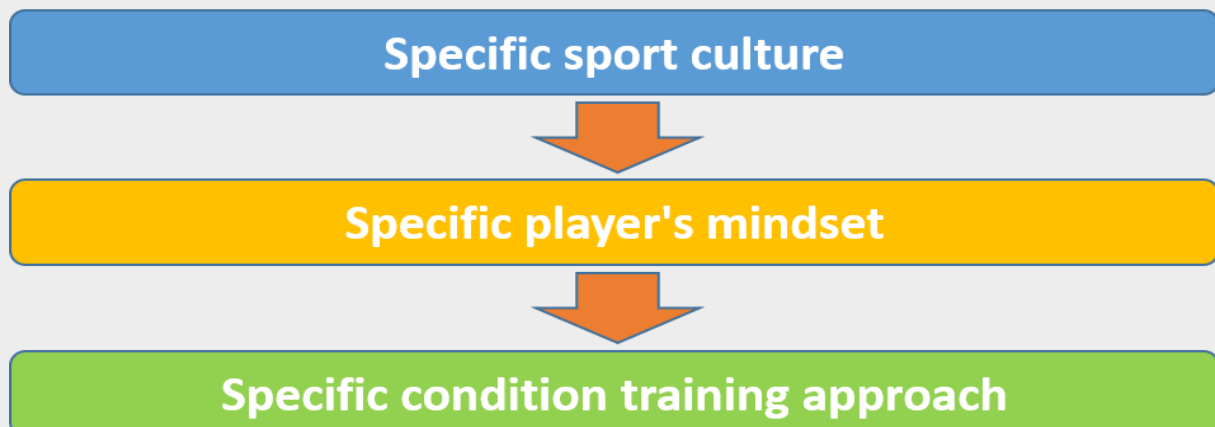 Specific sport culture
Specific player's mindset
Specific condition training approach